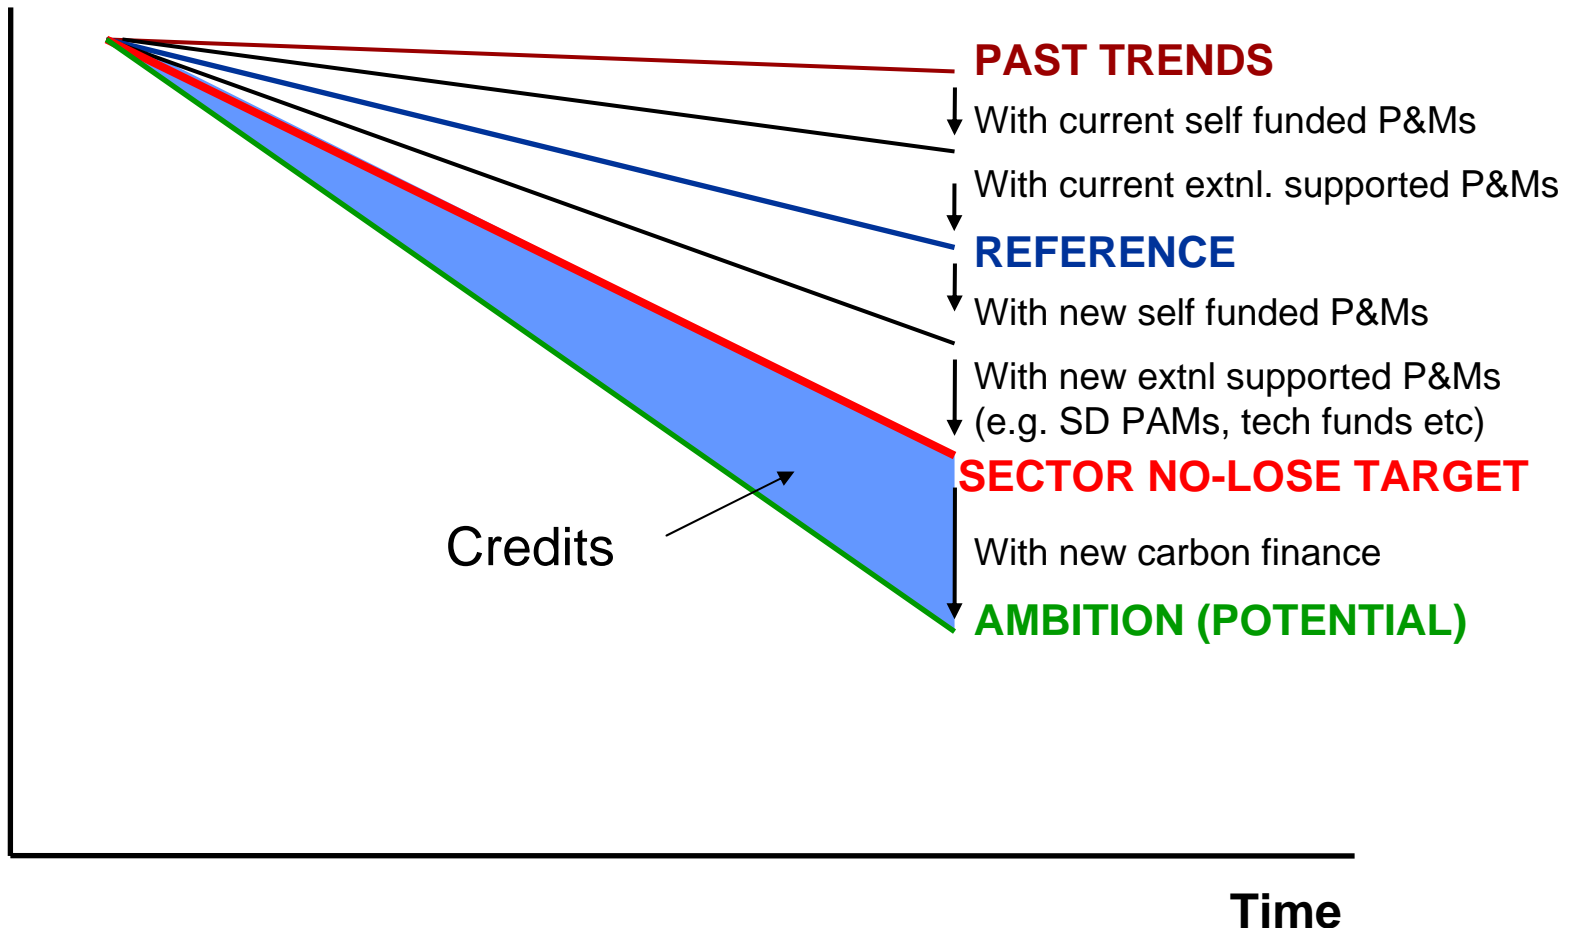 PAST TRENDS
With current self funded P&Ms
With current extnl. supported P&Ms
REFERENCE
With new self funded P&Ms
With new extnl supported P&Ms
(e.g. SD PAMs, tech funds etc)
SECTOR NO-LOSE TARGET
Credits
With new carbon finance
AMBITION (POTENTIAL)
Time